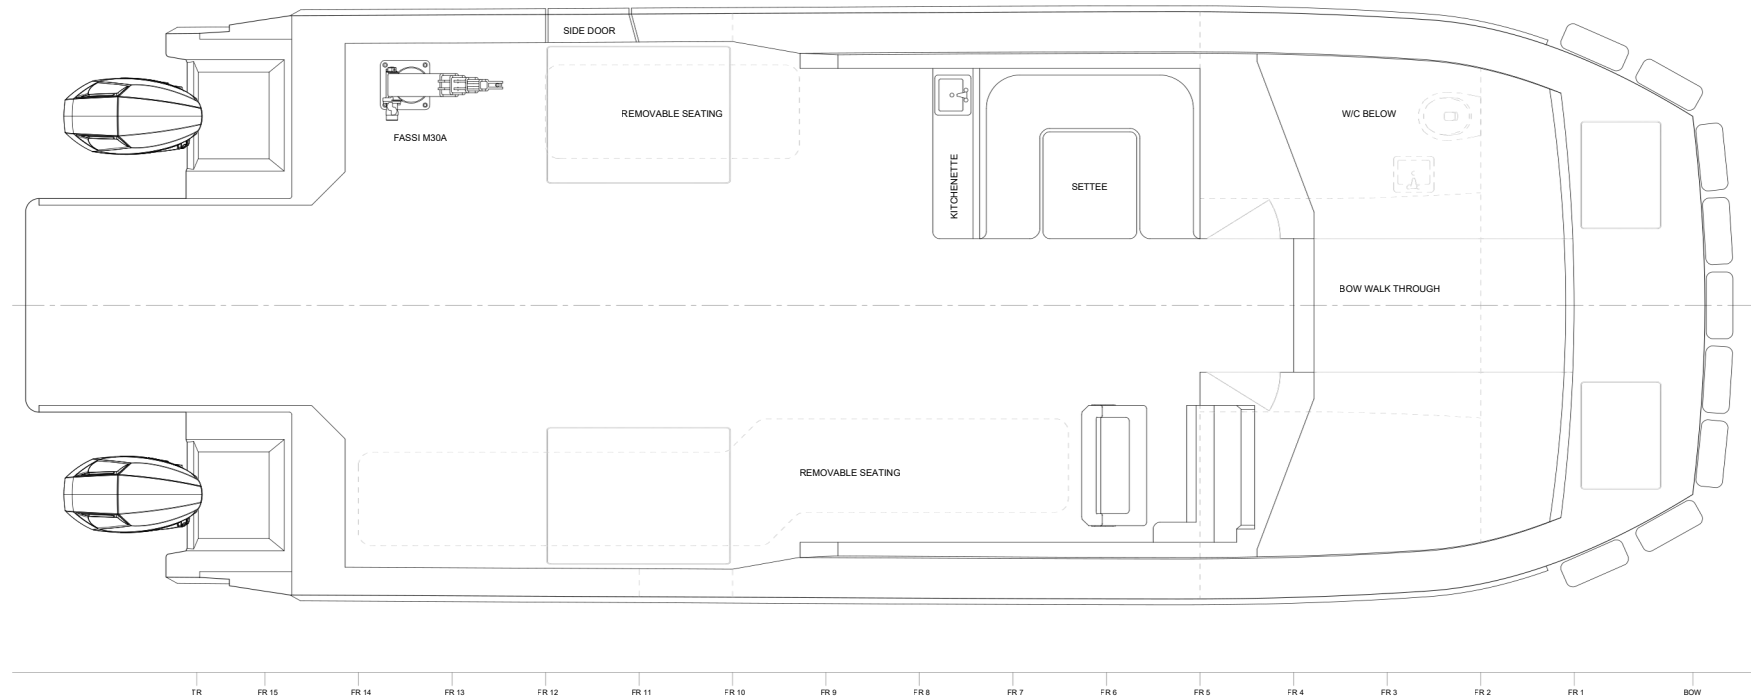 SIDE DOOR
REMOVABLE SEATING
FASSI M30A
W/C BELOW
KITCHENETTE
SETTEE
BOW WALK THROUGH
REMOVABLE SEATING
TR FR 15 FR 14 FR 13 FR 12 FR 11 FR 10 FR 9 FR 8 FR 7 FR 6 FR 5 FR 4 FR 3 FR 2 FR 1 BOW